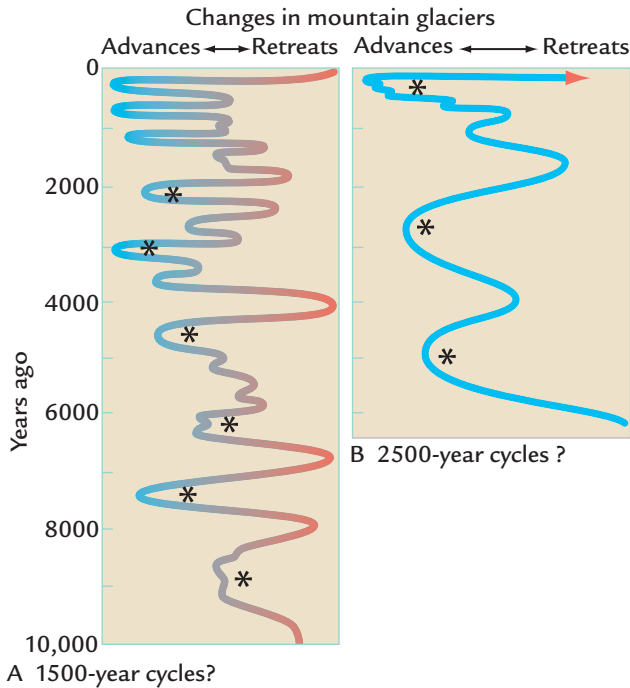 Changes in mountain glaciers
Advances Retreats
Advances Retreats
0
2000
4000
6000
8000
10,000
Years ago
* * * * * *
* * *
A 1500-year cycles?
B 2500-year cycles ?